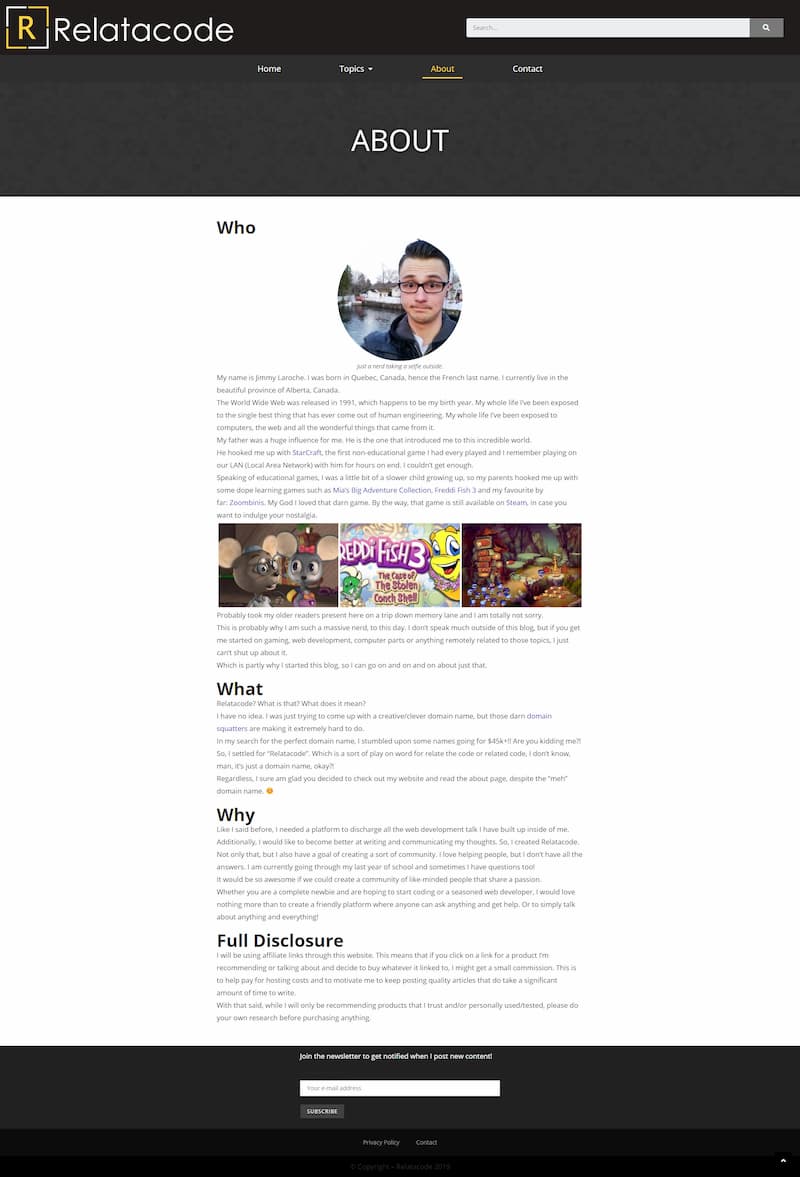 R Relatacode
Search...
Home Topics About Contact
ABOUT
Who
Just a nerd taking a selfie outside.
My name is Jimmy Laroche. I was born in Quebec, Canada, hence the French last name. I currently live in the
beautiful province of Alberta, Canada.
The World Wide Web was released in 1991, which happens to be my birth year. My whole life I've been exposed
to the single best thing that has ever come out of human engineering. My whole life I've been exposed to
computers, the web and all the wonderful things that came from it.
My father was a huge influence for me. He is the one that introduced me to this incredible world.
He hooked me up with StarCraft, the first non-educational game I had every played and I remember playing on
our LAN (Local Area Network) with him for hours on end. I couldn't get enough.
Speaking of educational games, I was a little bit of a slower child growing up, so my parents hooked me up with
some dope learning games such as Mia's Big Adventure Collection, Freddi Fish 3 and my favourite by
far: Zoombinis. My God I loved that darn game. By the way, that game is still available on Steam, in case you
want to indulge your nostalgia.
REDDI FISH 3
The Case of
The Stolen
Conch Shell
Probably took my older readers present here on a trip down memory lane and I am totally not sorry.
This is probably why I am such a massive nerd, to this day. I don't speak much outside of this blog, but if you get
me started on gaming, web development, computer parts or anything remotely related to those topics, I just
can't shut up about it.
Which is partly why I started this blog, so I can go on and on and on about just that.
What
Relatacode? What is that? What does it mean?
I have no idea. I was just trying to come up with a creative/clever domain name, but those darn domain
squatters are making it extremely hard to do.
In my search for the perfect domain name, I stumbled upon some names going for $45k+!! Are you kidding me?!
So, I settled for "Relatacode". Which is a sort of play on word for relate the code or related code, I don't know,
man, it's just a domain name, okay?!
Regardless, I sure am glad you decided to check out my website and read the about page, despite the "meh"
domain name. 😊
Why
Like I said before, I needed a platform to discharge all the web development talk I have built up inside of me.
Additionally, I would like to become better at writing and communicating my thoughts. So, I created Relatacode.
Not only that, but I also have a goal of creating a sort of community. I love helping people, but I don't have all the
answers. I am currently going through my last year of school and sometimes I have questions too!
It would be so awesome if we could create a community of like-minded people that share a passion.
Whether you are a complete newbie and are hoping to start coding or a seasoned web developer, I would love
nothing more than to create a friendly platform where anyone can ask anything and get help. Or to simply talk
about anything and everything!
Full Disclosure
I will be using affiliate links through this website. This means that if you click on a link for a product I'm
recommending or talking about and decide to buy whatever it linked to, I might get a small commission. This is
to help pay for hosting costs and to motivate me to keep posting quality articles that do take a significant
amount of time to write.
With that said, while I will only be recommending products that I trust and/or personally used/tested, please do
your own research before purchasing anything.
Join the newsletter to get notified when I post new content!
Your e-mail address
SUBSCRIBE
Privacy Policy Contact
© Copyright – Relatacode 2019